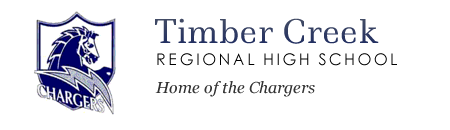 CHARGERS
Timber Creek
REGIONAL HIGH SCHOOL
Home of the Chargers